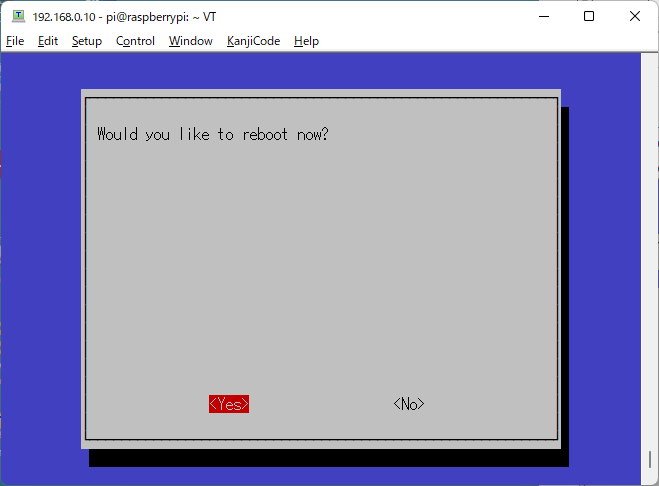 192.168.0.10 - pi@raspberrypi: ~ VT
File Edit Setup Control Window KanjiCode Help
Would you like to reboot now?
<Yes> <No>